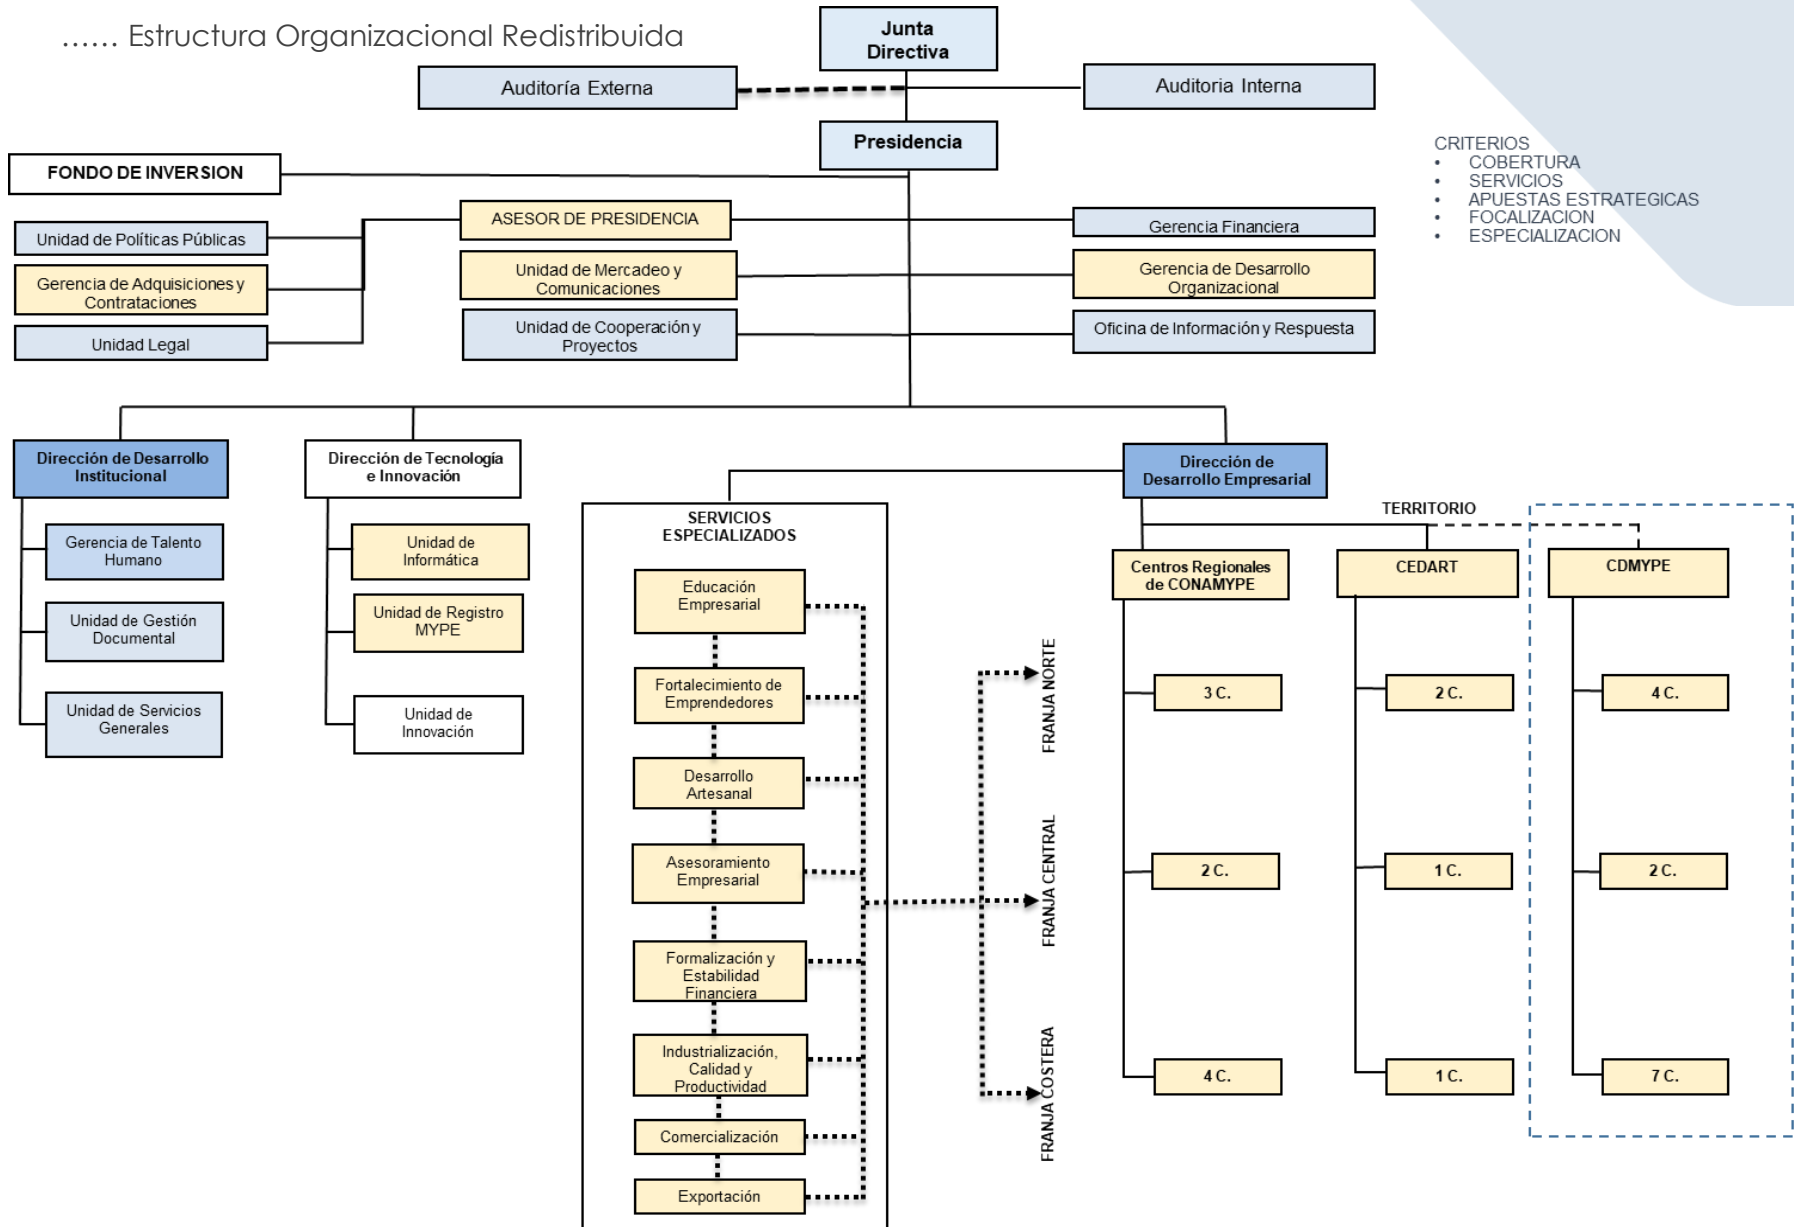 ...... Estructura Organizacional Redistribuida
Junta
Directiva
Auditoría Externa
Auditoria Interna
Presidencia
CRITERIOS
• COBERTURA
• SERVICIOS
• APUESTAS ESTRATEGICAS
• FOCALIZACION
• ESPECIALIZACION
FONDO DE INVERSION
ASESOR DE PRESIDENCIA
Unidad de Políticas Públicas
Gerencia Financiera
Gerencia de Adquisiciones y
Contrataciones
Unidad de Mercadeo y
Comunicaciones
Gerencia de Desarrollo
Organizacional
Unidad Legal
Unidad de Cooperación y
Proyectos
Oficina de Información y Respuesta
Dirección de Desarrollo
Institucional
Dirección de Tecnología
e Innovación
Dirección de
Desarrollo Empresarial
Gerencia de Talento
Humano
Unidad de Gestión
Documental
Unidad de Servicios
Generales
Unidad de
Informática
Unidad de Registro
MYPE
Unidad de
Innovación
SERVICIOS
ESPECIALIZADOS
Educación
Empresarial
Fortalecimiento de
Emprendedores
Desarrollo
Artesanal
Asesoramiento
Empresarial
Formalización y
Estabilidad
Financiera
Industrialización,
Calidad y
Productividad
Comercialización
Exportación
TERRITORIO
Centros Regionales
de CONAMYPE
CEDART
CDMYPE
FRANJA NORTE
3 C.
2 C.
4 C.
FRANJA CENTRAL
2 C.
1 C.
2 C.
FRANJA COSTERA
4 C.
1 C.
7 C.